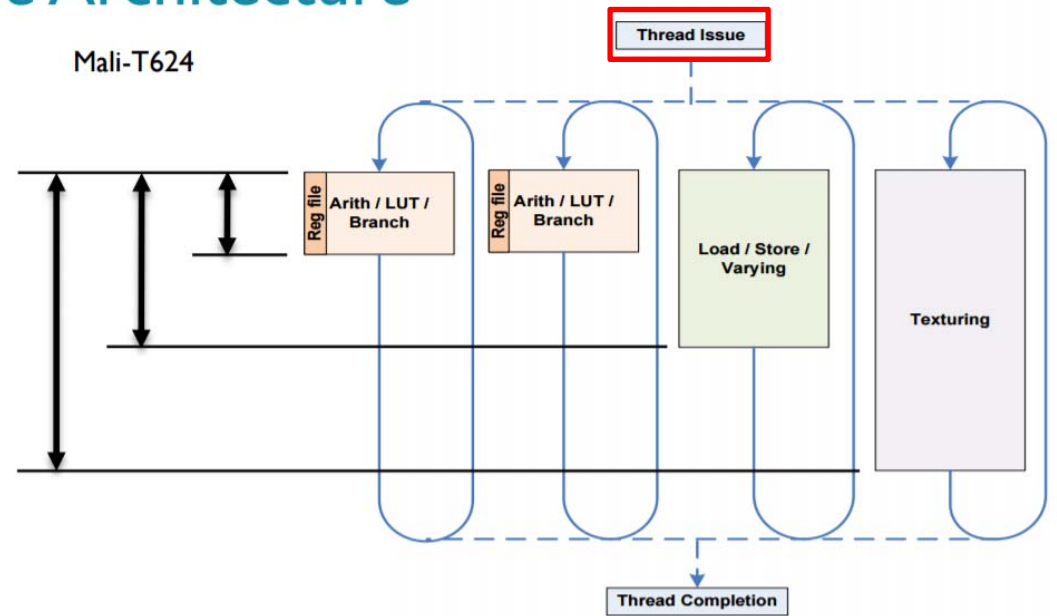 e Architecture
Mali-T624
Thread Issue
Reg file
Arith / LUT /
Branch
Reg file
Arith / LUT /
Branch
Load / Store /
Varying
Texturing
Thread Completion